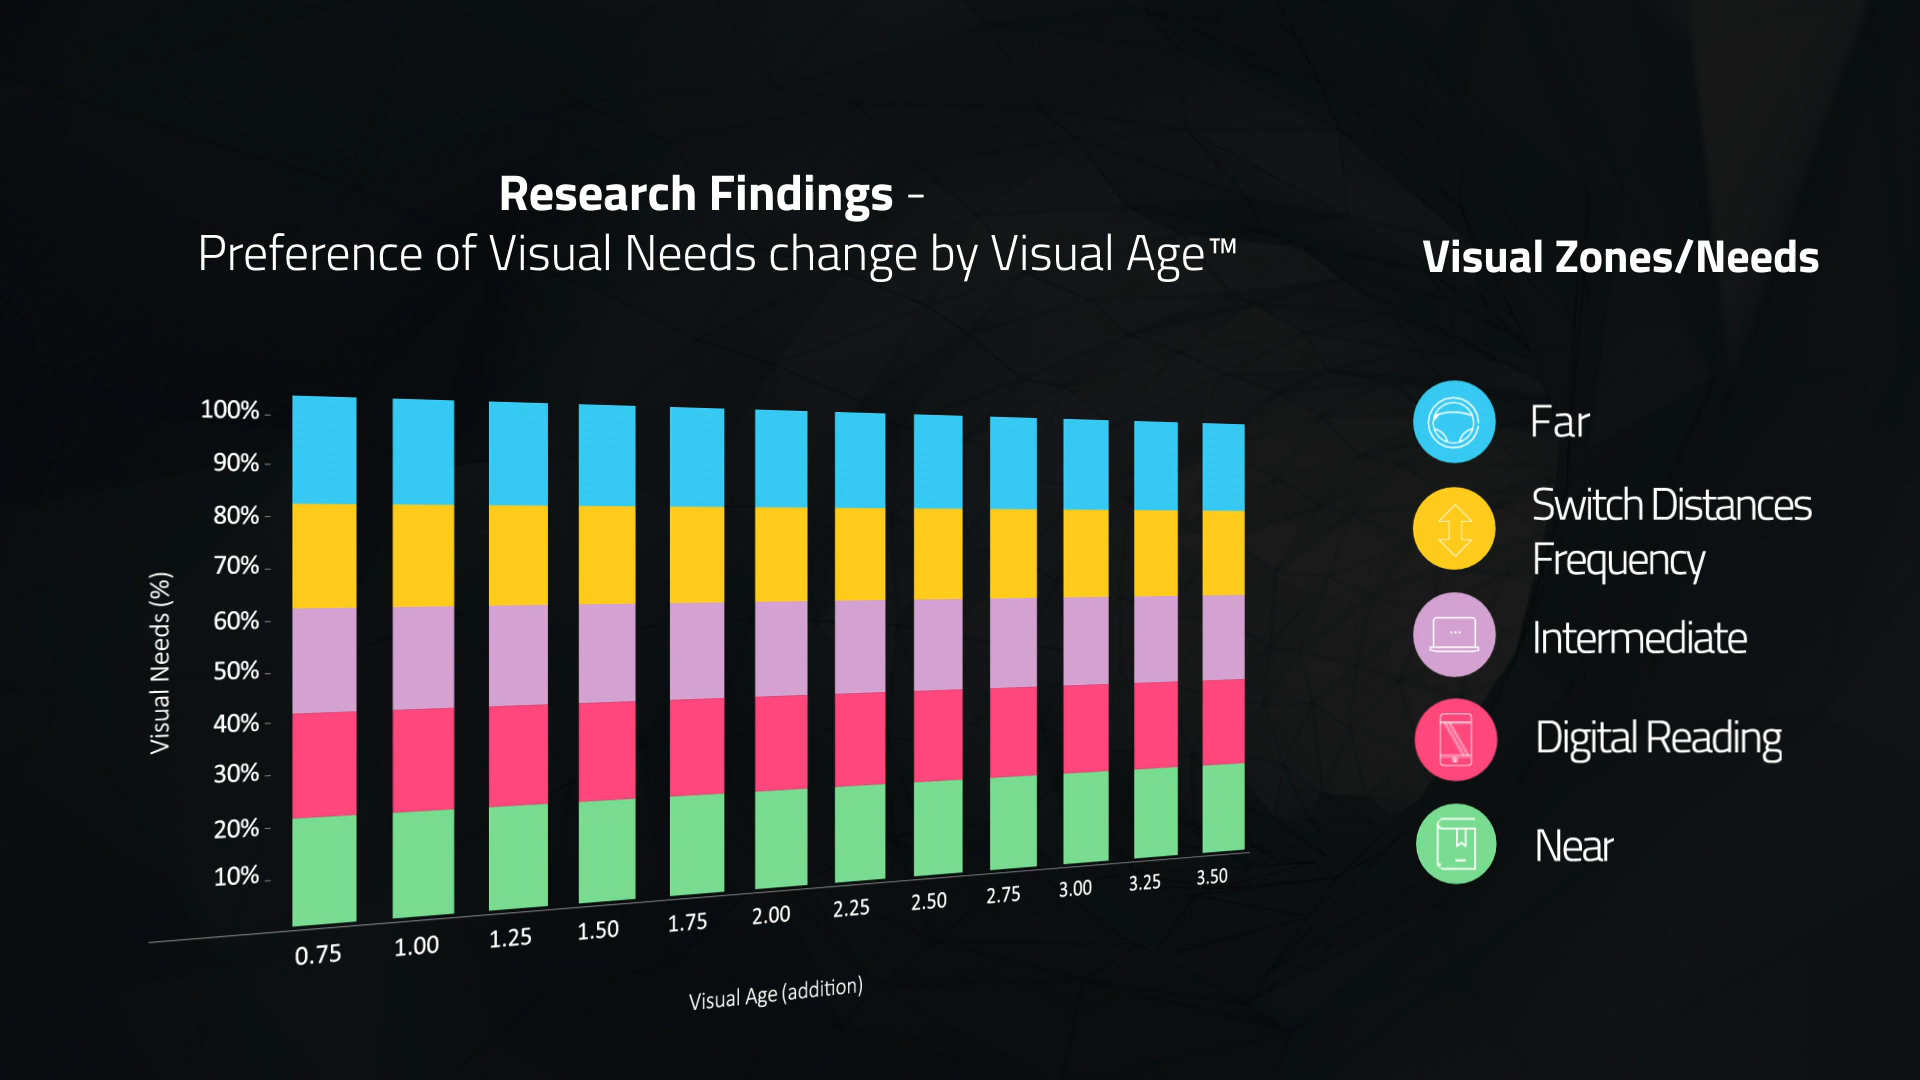 Research Findings –
Preference of Visual Needs change by Visual Age™
Visual Zones/Needs
100%
90%
80%
70%
60%
50%
40%
30%
20%
10%
Visual Needs (%)
0.75
1.00
1.25
1.50
1.75
2.00
2.25
2.50
2.75
3.00
3.25
3.50
Visual Age (addition)
Far
Switch Distances
Frequency
Intermediate
Digital Reading
Near